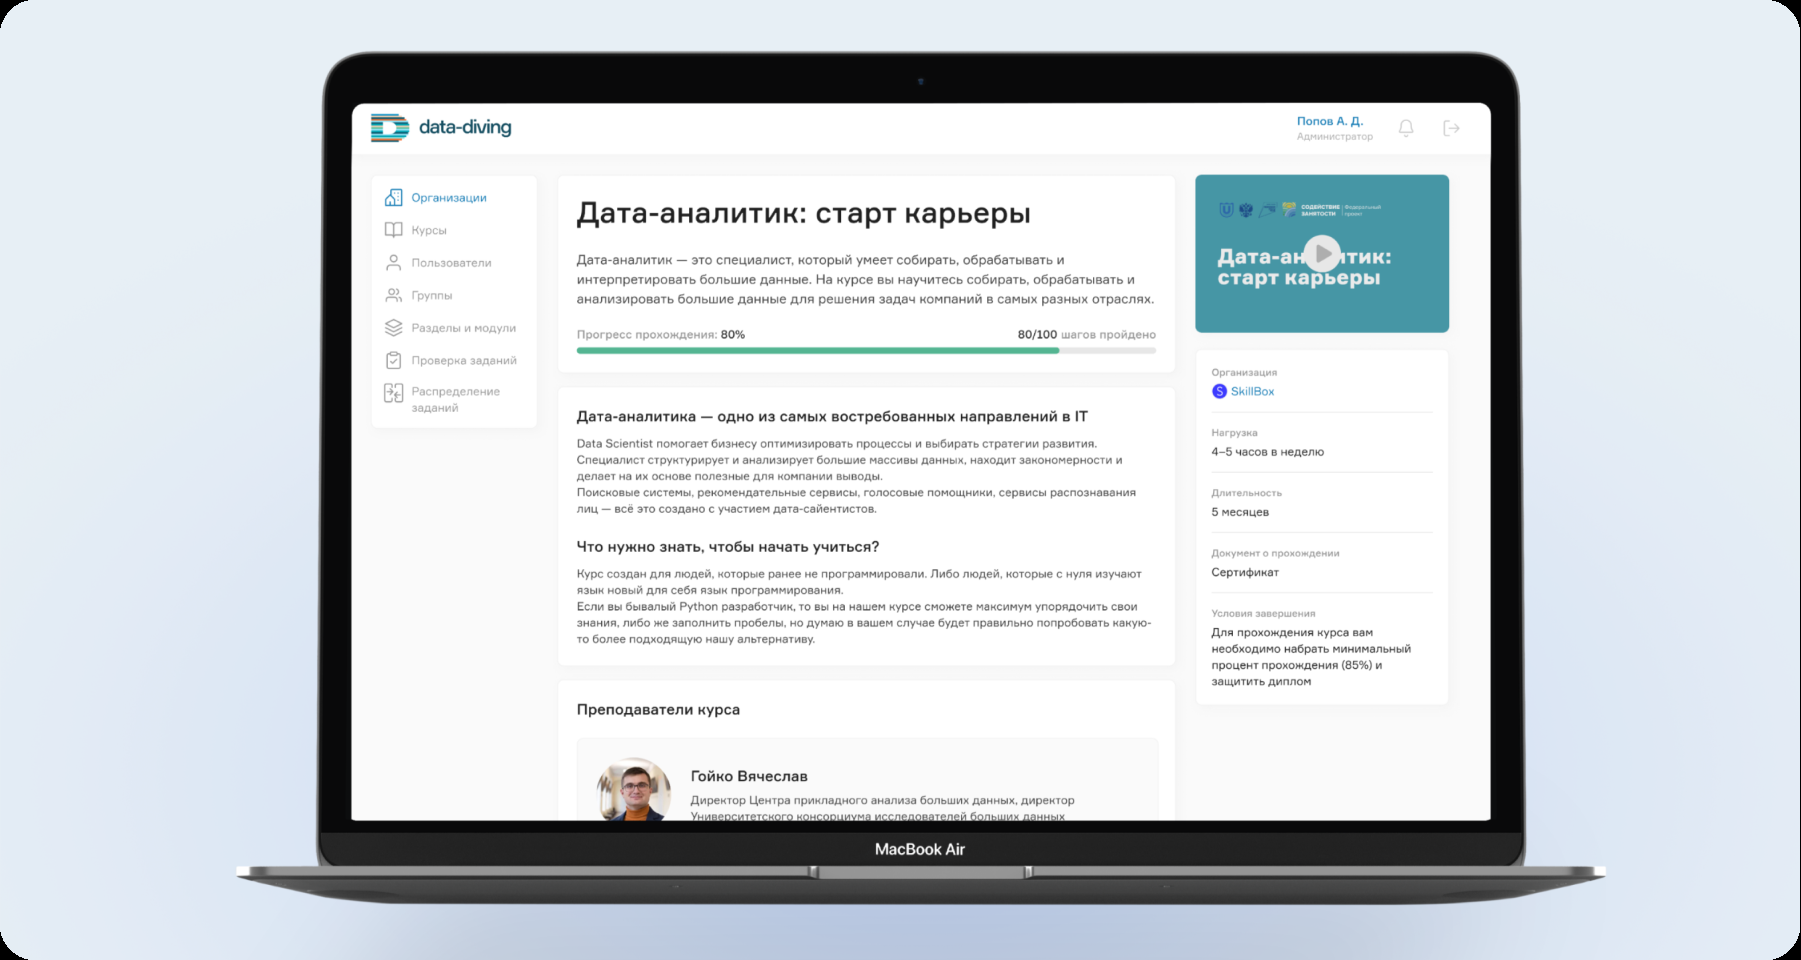 data-diving
Попов А. Д.
Администратор
Организации
Курсы
Пользователи
Группы
Разделы и модули
Проверка заданий
Распределение
заданий
Дата-аналитик: старт карьеры
Дата-аналитик — это специалист, который умеет собирать, обрабатывать и
интерпретировать большие данные. На курсе вы научитесь собирать, обрабатывать и
анализировать большие данные для решения задач компаний в самых разных отраслях.
Прогресс прохождения: 80%
80/100 шагов пройдено
Дата-аналитика — одно из самых востребованных направлений в IT
Data Scientist помогает бизнесу оптимизировать процессы и выбирать стратегии развития.
Специалист структурирует и анализирует большие массивы данных, находит закономерности и
делает на их основе полезные для компании выводы.
Поисковые системы, рекомендательные сервисы, голосовые помощники, сервисы распознавания
лиц — всё это создано с участием дата-сайентистов.
Что нужно знать, чтобы начать учиться?
Курс создан для людей, которые ранее не программировали. Либо людей, которые с нуля изучают
язык новый для себя язык программирования.
Если вы бывалый Python разработчик, то вы на нашем курсе сможете максимум упорядочить свои
знания, либо же заполнить пробелы, но думаю в вашем случае будет правильно попробовать какую-
то более подходящую нашу альтернативу.
Преподаватели курса
Гойко Вячеслав
Директор Центра прикладного анализа больших данных, директор
Университетского консорциума исследователей больших данных
СОДЕЙСТВИЕ
ЗАНЯТОСТИ
Федеральный
проект
Дата-ан тик:
старт карьеры
Организация
S SkillBox
Нагрузка
4–5 часов в неделю
Длительность
5 месяцев
Документ о прохождении
Сертификат
Условия завершения
Для прохождения курса вам
необходимо набрать минимальный
процент прохождения (85%) и
защитить диплом
MacBook Air